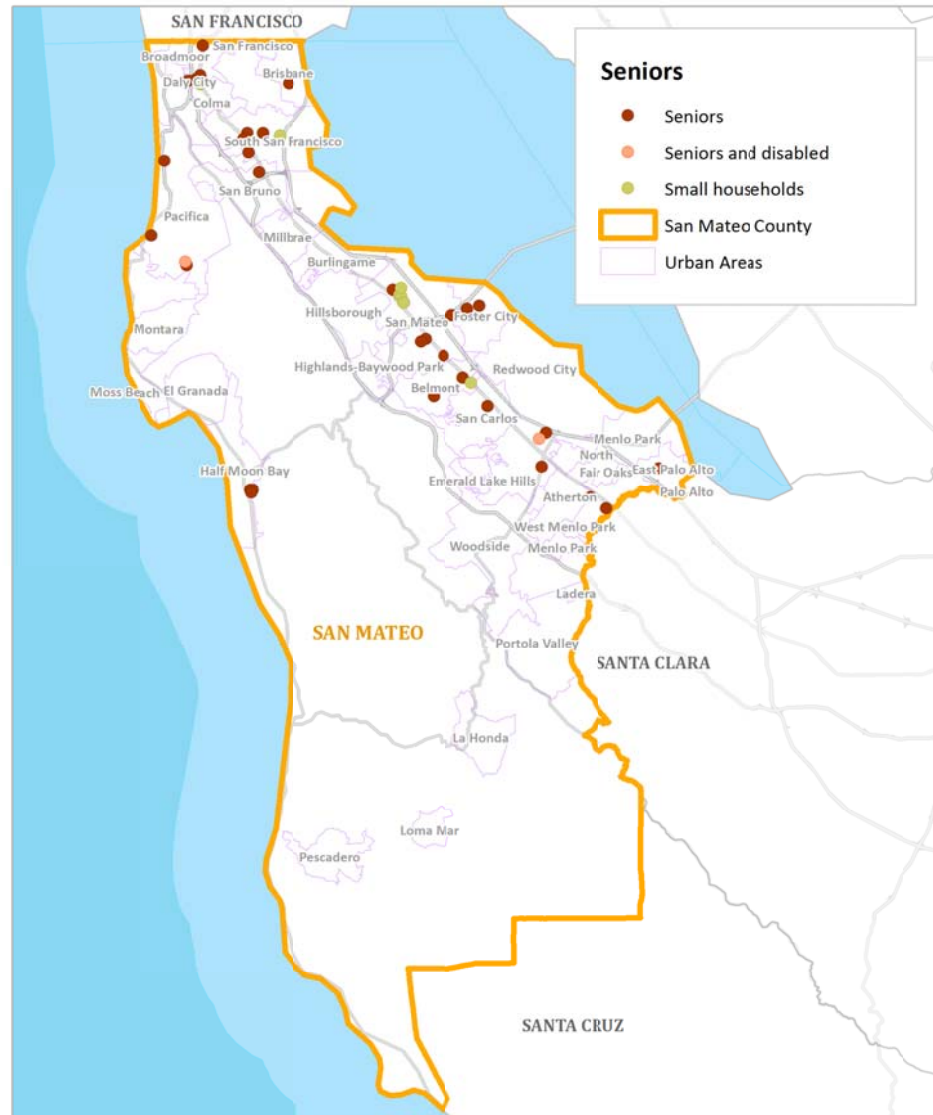 SAN FRANCISCO
San Francisco
Broadmoor
Brisbane
Daly City
Colma
South San Francisco
San Bruno
Pacifica
Millbrae
Burlingame
Hillsborough
San Mateo
Foster City
Montara
Highlands-Baywood Park
Redwood City
Moss Beach
El Granada
Belmont
San Carlos
Menlo Park
North
Fair Oaks
East Palo Alto
Half Moon Bay
Emerald Lake Hills
Atherton
Palo Alto
West Menlo Park
Woodside
Menlo Park
Ladera
SAN MATEO
Portola Valley
SANTA CLARA
La Honda
Loma Mar
Pescadero
SANTA CRUZ
Seniors
Seniors
Seniors and disabled
Small households
San Mateo County
Urban Areas